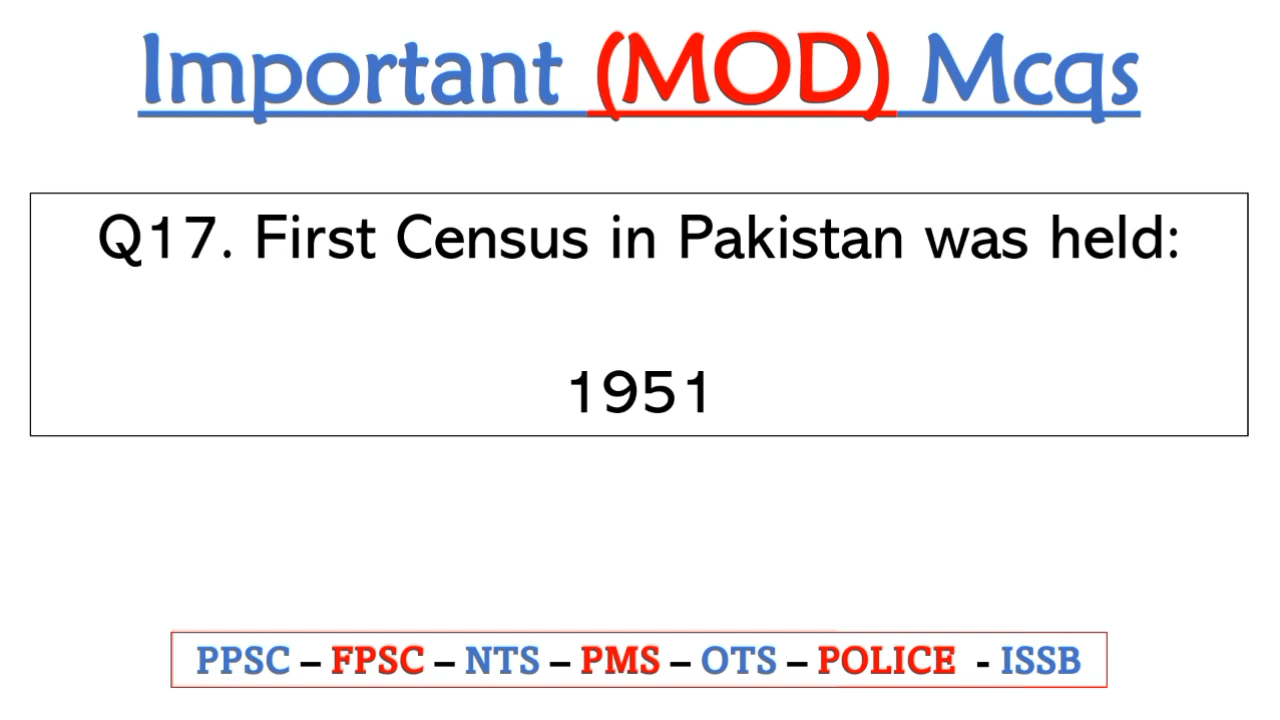 Important (MOD) Mcqs
Q17. First Census in Pakistan was held:
1951
PPSC – FPSC – NTS – PMS – OTS – POLICE - ISSB